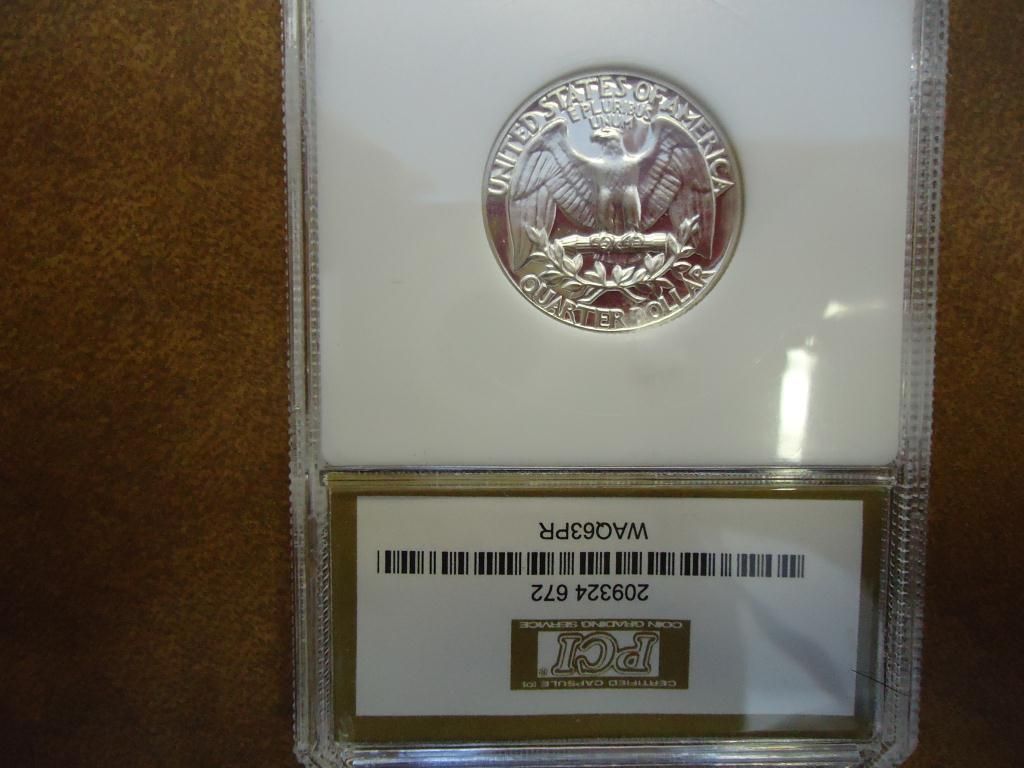 UNITED STATES OF AMERICA
E PLURIBUS
UNUM
QUARTER DOLLAR
CERTIFIED CAPSULE
PCI®
COIN GRADING SERVICE
209324 672
WAQ63PR